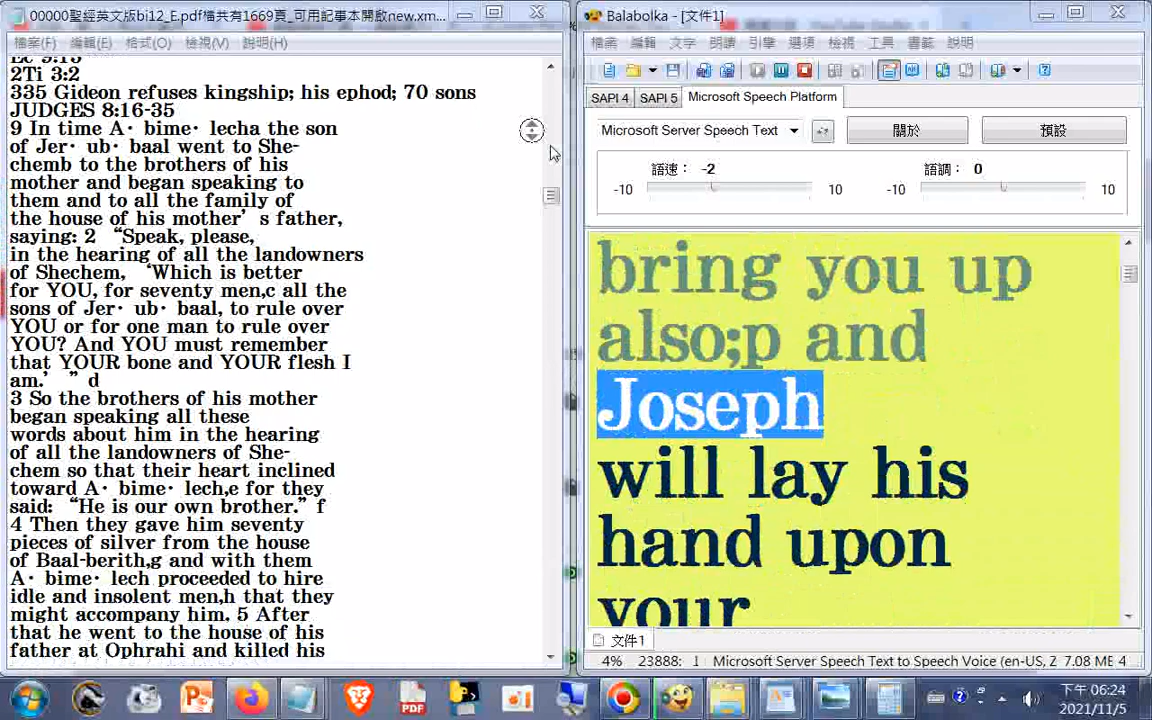 00000聖經英文版bi12_E.pdf檔共有1669頁_可用記事本開啟new.xm...
檔案(F) 編輯(E) 格式(O) 檢視(V) 說明(H)
2Ti 3:2
335 Gideon refuses kingship; his ephod; 70 sons
JUDGES 8:16-35
9 In time A· bime· lecha the son
of Jer· ub· baal went to She-
chemb to the brothers of his
mother and began speaking to
them and to all the family of
the house of his mother’s father,
saying: 2 “Speak, please,
in the hearing of all the landowners
of Shechem, ‘Which is better
for YOU, for seventy men,c all the
sons of Jer· ub· baal, to rule over
YOU or for one man to rule over
YOU? And YOU must remember
that YOUR bone and YOUR flesh I
am.’ ” d
3 So the brothers of his mother
began speaking all these
words about him in the hearing
of all the landowners of She-
chem so that their heart inclined
toward A· bime· lech,e for they
said: “He is our own brother.” f
4 Then they gave him seventy
pieces of silver from the house
of Baal-berith,g and with them
A· bime· lech proceeded to hire
idle and insolent men,h that they
might accompany him. 5 After
that he went to the house of his
father at Ophrahi and killed his
Balabolka - [文件1]
檔案 編輯 文字 朗讀 引擎 選項 檢視 工具 書籤 說明
SAPI 4 SAPI 5 Microsoft Speech Platform
Microsoft Server Speech Text 關於 預設
語速： -2 語調： 0
-10 10 -10 10
bring you up
also;p and
Joseph
will lay his
hand upon
your
文件1
4% 23888: 1 Microsoft Server Speech Text to Speech Voice (en-US, Z 7.08 ME 4
PDF
下午 06:24
2021/11/5